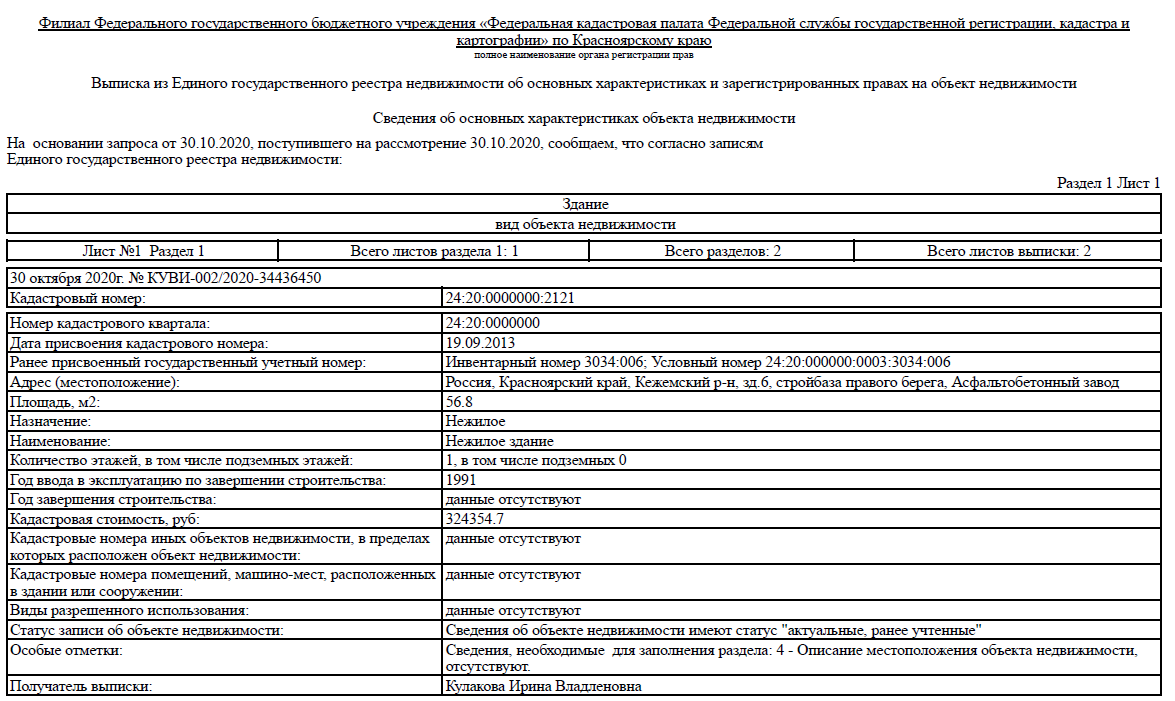 Филиал Федерального государственного бюджетного учреждения «Федеральная кадастровая палата Федеральной службы государственной регистрации, кадастра и
картографии» по Красноярскому краю
полное наименование органа регистрации прав
Выписка из Единого государственного реестра недвижимости об основных характеристиках и зарегистрированных правах на объект недвижимости
Сведения об основных характеристиках объекта недвижимости
На основании запроса от 30.10.2020, поступившего на рассмотрение 30.10.2020, сообщаем, что согласно записям
Единого государственного реестра недвижимости:
Раздел 1 Лист 1
Здание
вид объекта недвижимости
Лист №1 Раздел 1 Всего листов раздела 1: 1 Всего разделов: 2 Всего листов выписки: 2
30 октября 2020г. № КУВИ-002/2020-34436450
Кадастровый номер: 24:20:0000000:2121
Номер кадастрового квартала: 24:20:0000000
Дата присвоения кадастрового номера: 19.09.2013
Ранее присвоенный государственный учетный номер: Инвентарный номер 3034:006; Условный номер 24:20:000000:0003:3034:006
Адрес (местоположение): Россия, Красноярский край, Кежемский р-н, зд.6, стройбаза правого берега, Асфальтобетонный завод
Площадь, м2: 56.8
Назначение: Нежилое
Наименование: Нежилое здание
Количество этажей, в том числе подземных этажей: 1, в том числе подземных 0
Год ввода в эксплуатацию по завершении строительства: 1991
Год завершения строительства: данные отсутствуют
Кадастровая стоимость, руб: 324354.7
Кадастровые номера иных объектов недвижимости, в пределах
которых расположен объект недвижимости: данные отсутствуют
Кадастровые номера помещений, машино-мест, расположенных
в здании или сооружении: данные отсутствуют
Виды разрешенного использования: данные отсутствуют
Статус записи об объекте недвижимости: Сведения об объекте недвижимости имеют статус "актуальные, ранее учтенные"
Особые отметки: Сведения, необходимые для заполнения раздела: 4 - Описание местоположения объекта недвижимости,
отсутствуют.
Получатель выписки: Кулакова Ирина Владленовна